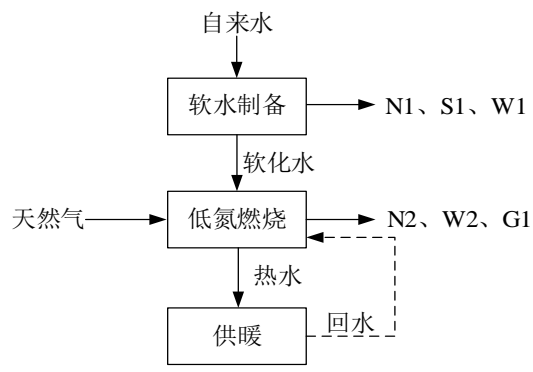 自来水
软水制备
N1、S1、W1
软化水
天然气
低氮燃烧
N2、W2、G1
热水
供暖
回水